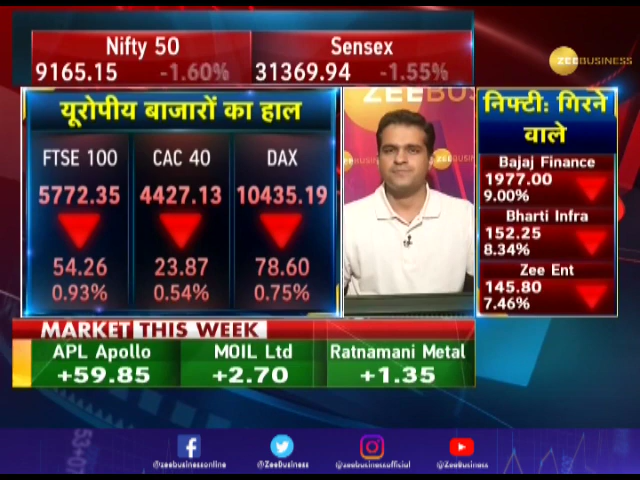 Nifty 50
9165.15 -1.60%
Sensex
31369.94 -1.55%
ZEEBUSINESS
यूरोपीय बाजारों का हाल
FTSE 100
5772.35
54.26
0.93%
CAC 40
4427.13
23.87
0.54%
DAX
10435.19
78.60
0.75%
ZEEBUS
ZEEBUSINESS
निफ्टी: गिरने
वाले
Bajaj Finance
1977.00
9.00%
Bharti Infra
152.25
8.34%
Zee Ent
145.80
7.46%
MARKET THIS WEEK
APL Apollo
+59.85
MOIL Ltd
+2.70
Ratnamani Metal
+1.35
@zeebusinessonline
@ZeeBusiness
@zeebusinessofficial
@ZeeBusiness